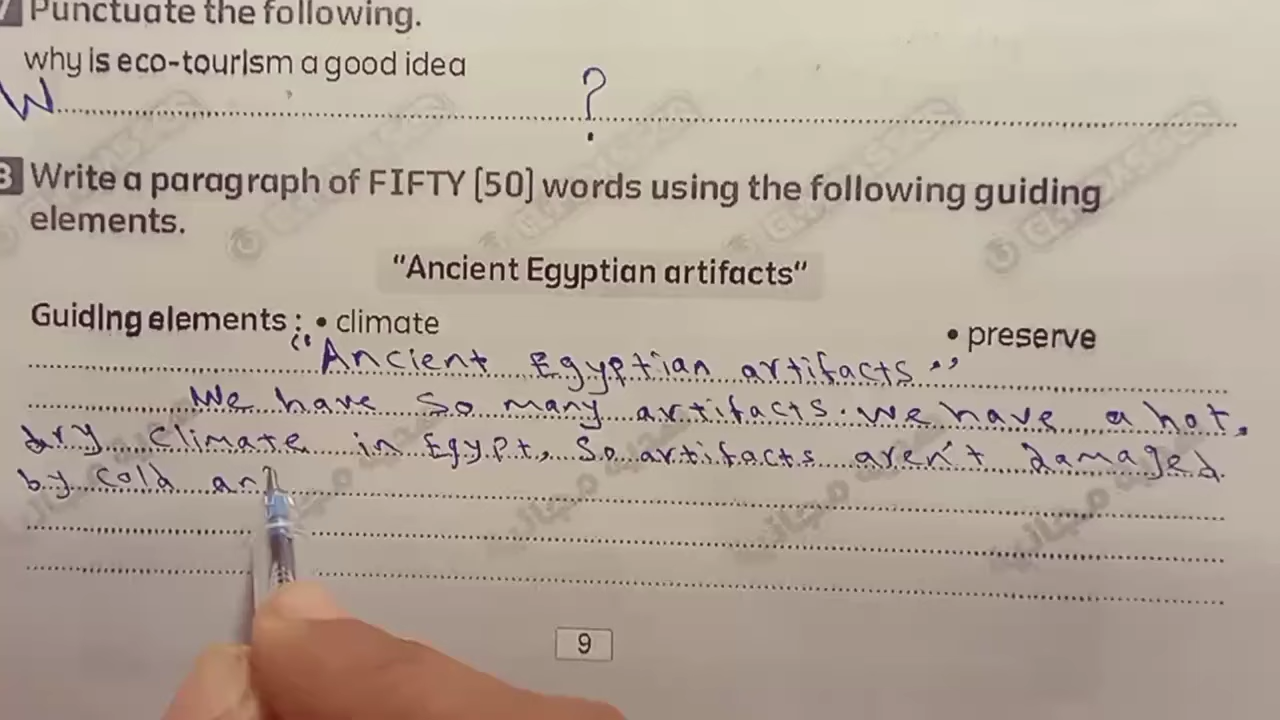 7 Punctuate the following.
why is eco-tourism a good idea
W ?
8 Write a paragraph of FIFTY [50] words using the following guiding
elements.
"Ancient Egyptian artifacts"
Guiding elements : • climate • preserve
"Ancient Egyptian artifacts"
We have so many artifacts. We have a hot,
dry climate in Egypt, So artifacts aren't damaged
by cold an
9